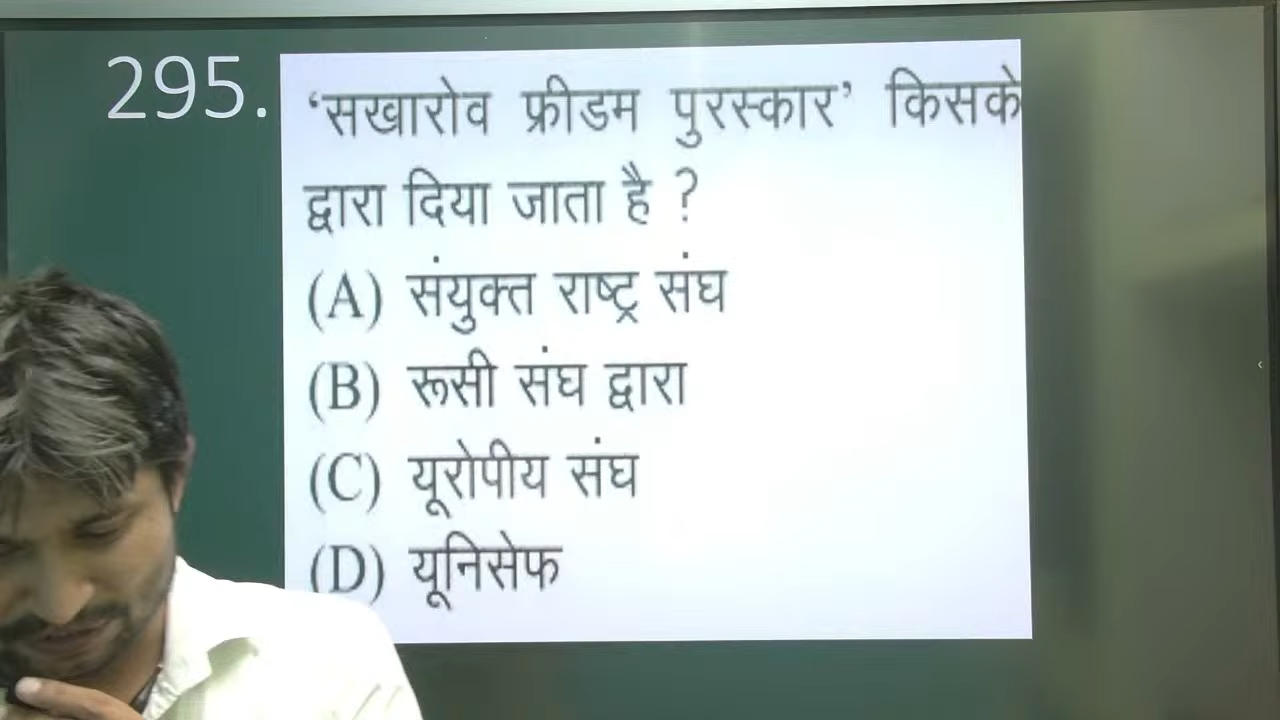 295.
‘सखारोव फ्रीडम पुरस्कार’ किसके
द्वारा दिया जाता है ?
(A) संयुक्त राष्ट्र संघ
(B) रूसी संघ द्वारा
(C) यूरोपीय संघ
(D) यूनिसेफ